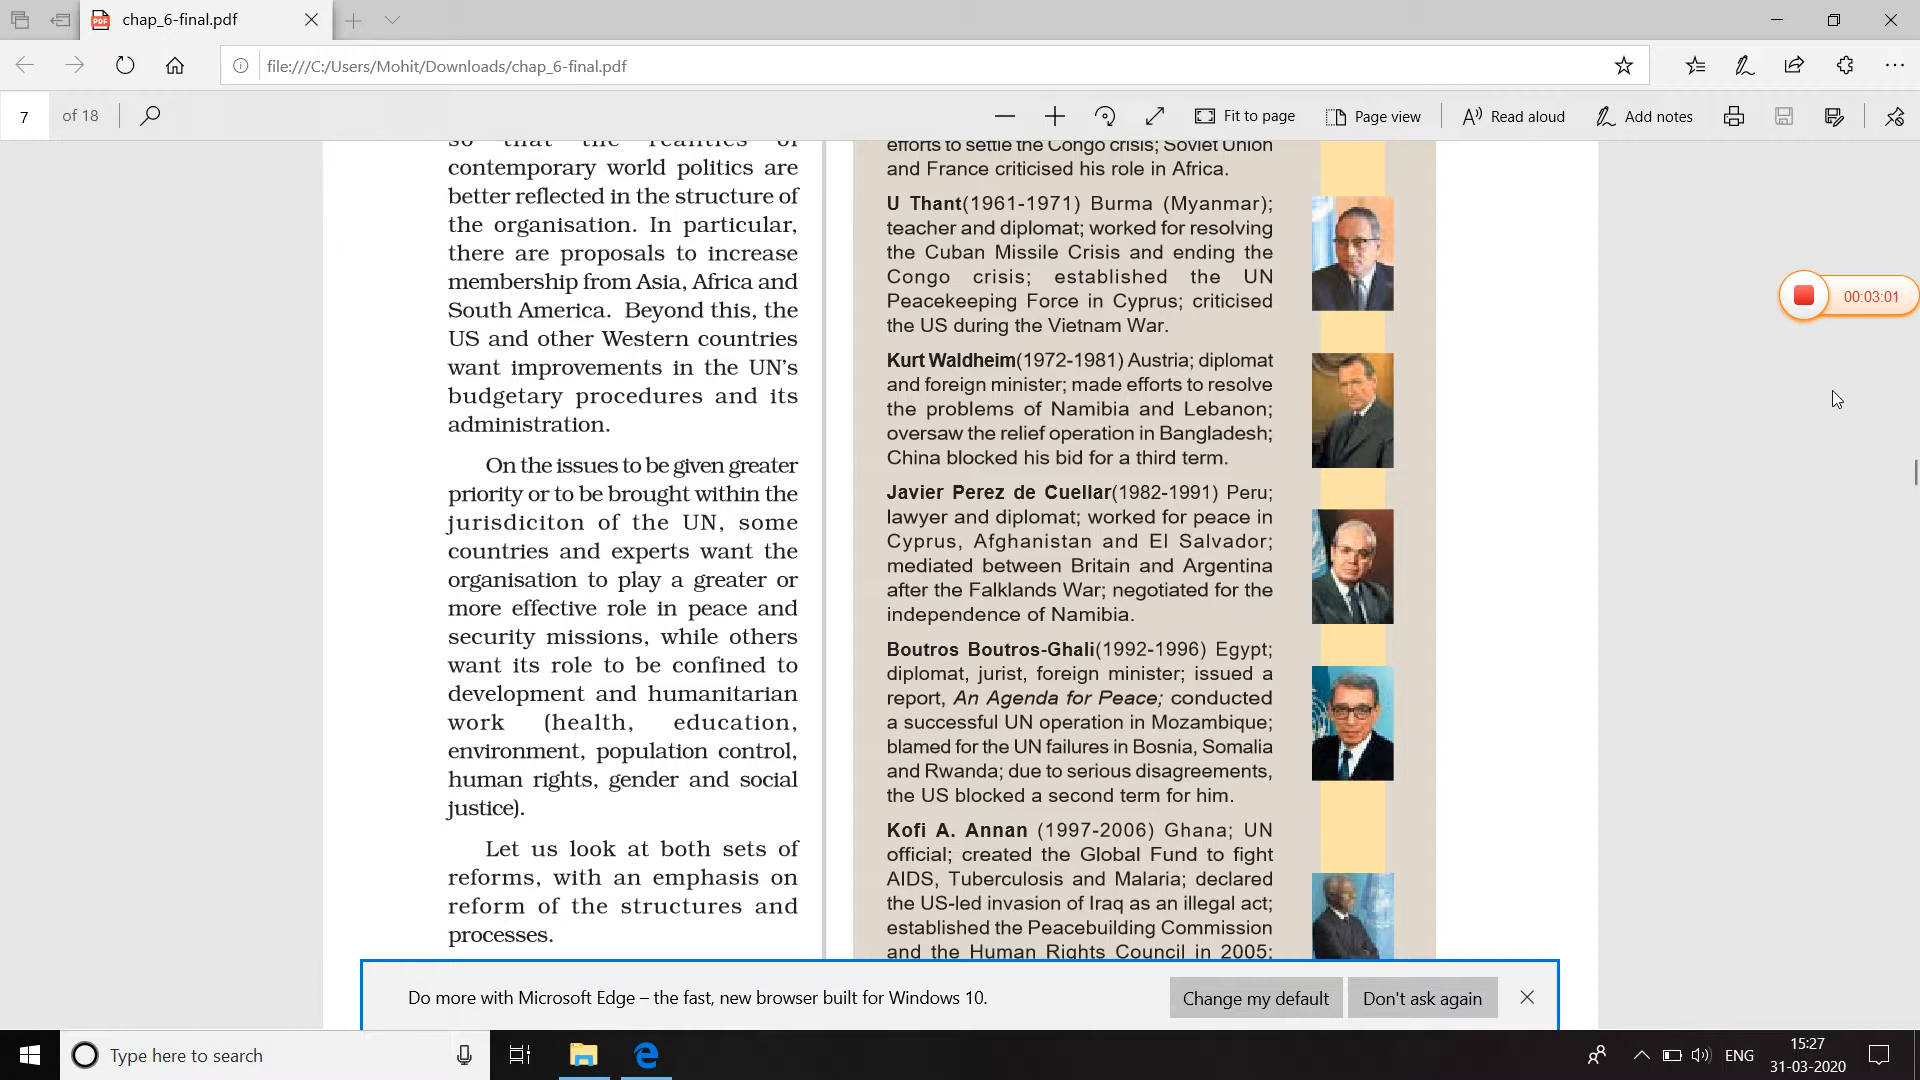 chap_6-final.pdf
file:///C:/Users/Mohit/Downloads/chap_6-final.pdf
7 of 18
Fit to page
Page view
Read aloud
Add notes
so that the realities of
contemporary world politics are
better reflected in the structure of
the organisation. In particular,
there are proposals to increase
membership from Asia, Africa and
South America. Beyond this, the
US and other Western countries
want improvements in the UN's
budgetary procedures and its
administration.
On the issues to be given greater
priority or to be brought within the
jurisdiciton of the UN, some
countries and experts want the
organisation to play a greater or
more effective role in peace and
security missions, while others
want its role to be confined to
development and humanitarian
work (health, education,
environment, population control,
human rights, gender and social
justice).
Let us look at both sets of
reforms, with an emphasis on
reform of the structures and
processes.
efforts to settle the Congo crisis; Soviet Union
and France criticised his role in Africa.
U Thant(1961-1971) Burma (Myanmar);
teacher and diplomat; worked for resolving
the Cuban Missile Crisis and ending the
Congo crisis; established the UN
Peacekeeping Force in Cyprus; criticised
the US during the Vietnam War.
Kurt Waldheim(1972-1981) Austria; diplomat
and foreign minister; made efforts to resolve
the problems of Namibia and Lebanon;
oversaw the relief operation in Bangladesh;
China blocked his bid for a third term.
Javier Perez de Cuellar(1982-1991) Peru;
lawyer and diplomat; worked for peace in
Cyprus, Afghanistan and El Salvador;
mediated between Britain and Argentina
after the Falklands War; negotiated for the
independence of Namibia.
Boutros Boutros-Ghali(1992-1996) Egypt;
diplomat, jurist, foreign minister; issued a
report, An Agenda for Peace; conducted
a successful UN operation in Mozambique;
blamed for the UN failures in Bosnia, Somalia
and Rwanda; due to serious disagreements,
the US blocked a second term for him.
Kofi A. Annan (1997-2006) Ghana; UN
official; created the Global Fund to fight
AIDS, Tuberculosis and Malaria; declared
the US-led invasion of Iraq as an illegal act;
established the Peacebuilding Commission
and the Human Rights Council in 2005;
00:03:01
Do more with Microsoft Edge – the fast, new browser built for Windows 10.
Change my default
Don't ask again
Type here to search
ENG
15:27
31-03-2020